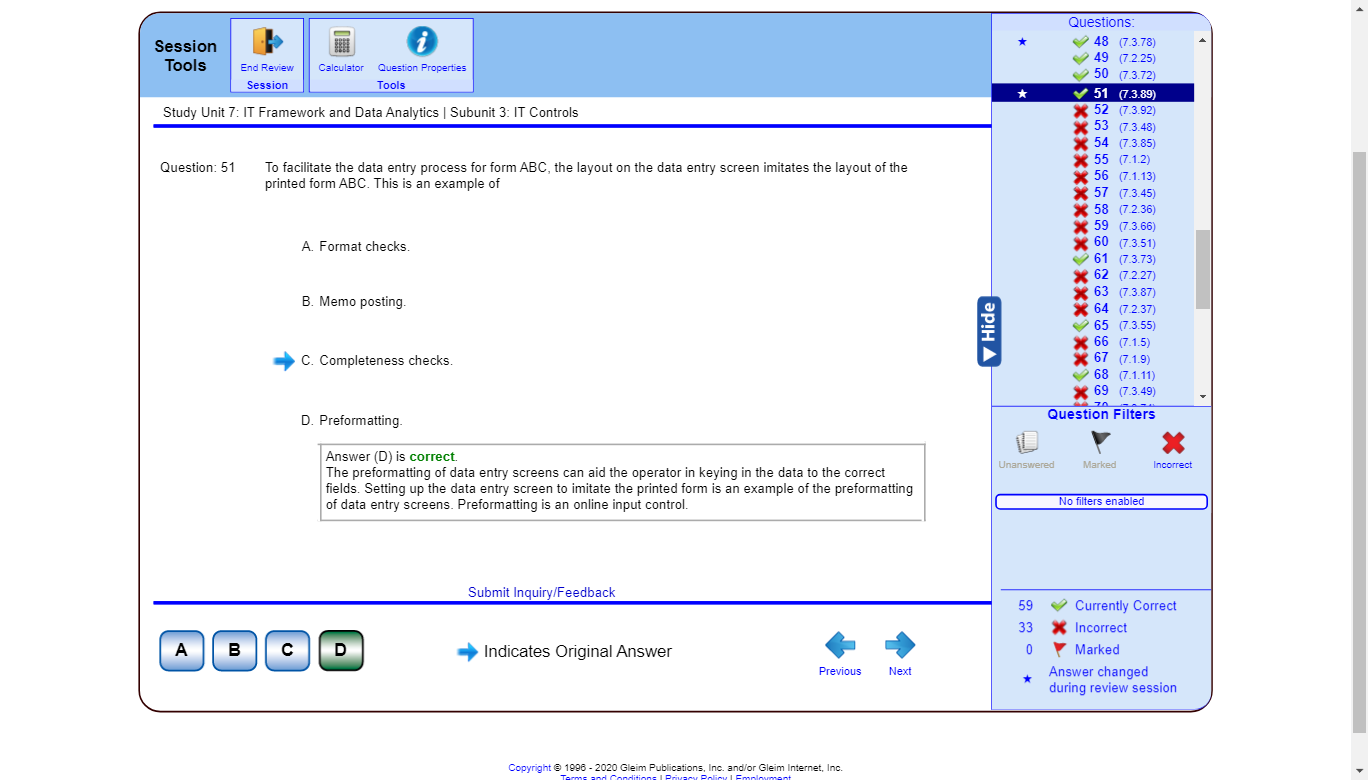 Session Tools
End Review
Session
Calculator
Question Properties
Tools
Study Unit 7: IT Framework and Data Analytics | Subunit 3: IT Controls
Question: 51
To facilitate the data entry process for form ABC, the layout on the data entry screen imitates the layout of the
printed form ABC. This is an example of
A. Format checks.
B. Memo posting.
C. Completeness checks.
D. Preformatting.
Answer (D) is correct.
The preformatting of data entry screens can aid the operator in keying in the data to the correct
fields. Setting up the data entry screen to imitate the printed form is an example of the preformatting
of data entry screens. Preformatting is an online input control.
Submit Inquiry/Feedback
A B C D
Indicates Original Answer
Previous
Next
Questions:
48 (7.3.78)
49 (7.2.25)
50 (7.3.72)
51 (7.3.89)
52 (7.3.92)
53 (7.3.48)
54 (7.3.85)
55 (7.1.2)
56 (7.1.13)
57 (7.3.45)
58 (7.2.36)
59 (7.3.66)
60 (7.3.51)
61 (7.3.73)
62 (7.2.27)
63 (7.3.87)
64 (7.2.37)
65 (7.3.55)
66 (7.1.5)
67 (7.1.9)
68 (7.1.11)
69 (7.3.49)
Hide
Question Filters
Unanswered
Marked
Incorrect
No filters enabled
59 Currently Correct
33 Incorrect
0 Marked
Answer changed
during review session
Copyright © 1996 - 2020 Gleim Publications, Inc. and/or Gleim Internet, Inc.
Terms and Conditions | Privacy Policy | Employment